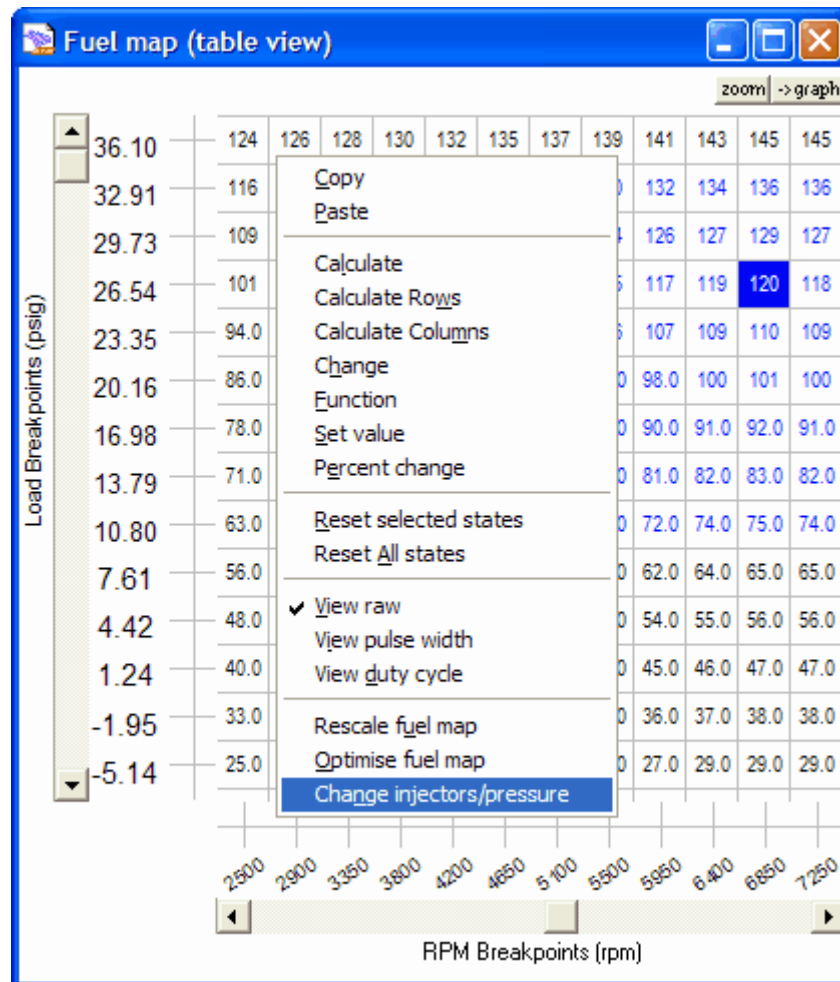 Fuel map (table view)
zoom ->graph
36.10 124 126 128 130 132 135 137 139 141 143 145 145
32.91 116 132 134 136 136
29.73 109 126 127 129 127
26.54 101 117 119 120 118
23.35 94.0 107 109 110 109
20.16 86.0 0 98.0 100 101 100
16.98 78.0 0 90.0 91.0 92.0 91.0
13.79 71.0 0 81.0 82.0 83.0 82.0
10.80 63.0 0 72.0 74.0 75.0 74.0
7.61 56.0 0 62.0 64.0 65.0 65.0
4.42 48.0 0 54.0 55.0 56.0 56.0
1.24 40.0 0 45.0 46.0 47.0 47.0
-1.95 33.0 0 36.0 37.0 38.0 38.0
-5.14 25.0 0 27.0 29.0 29.0 29.0
Load Breakpoints (psig)
Copy
Paste
Calculate
Calculate Rows
Calculate Columns
Change
Function
Set value
Percent change
Reset selected states
Reset All states
View raw
View pulse width
View duty cycle
Rescale fuel map
Optimise fuel map
Change injectors/pressure
2500 2900 3350 3800 4200 4650 5100 5500 5950 6400 6850 7250
RPM Breakpoints (rpm)